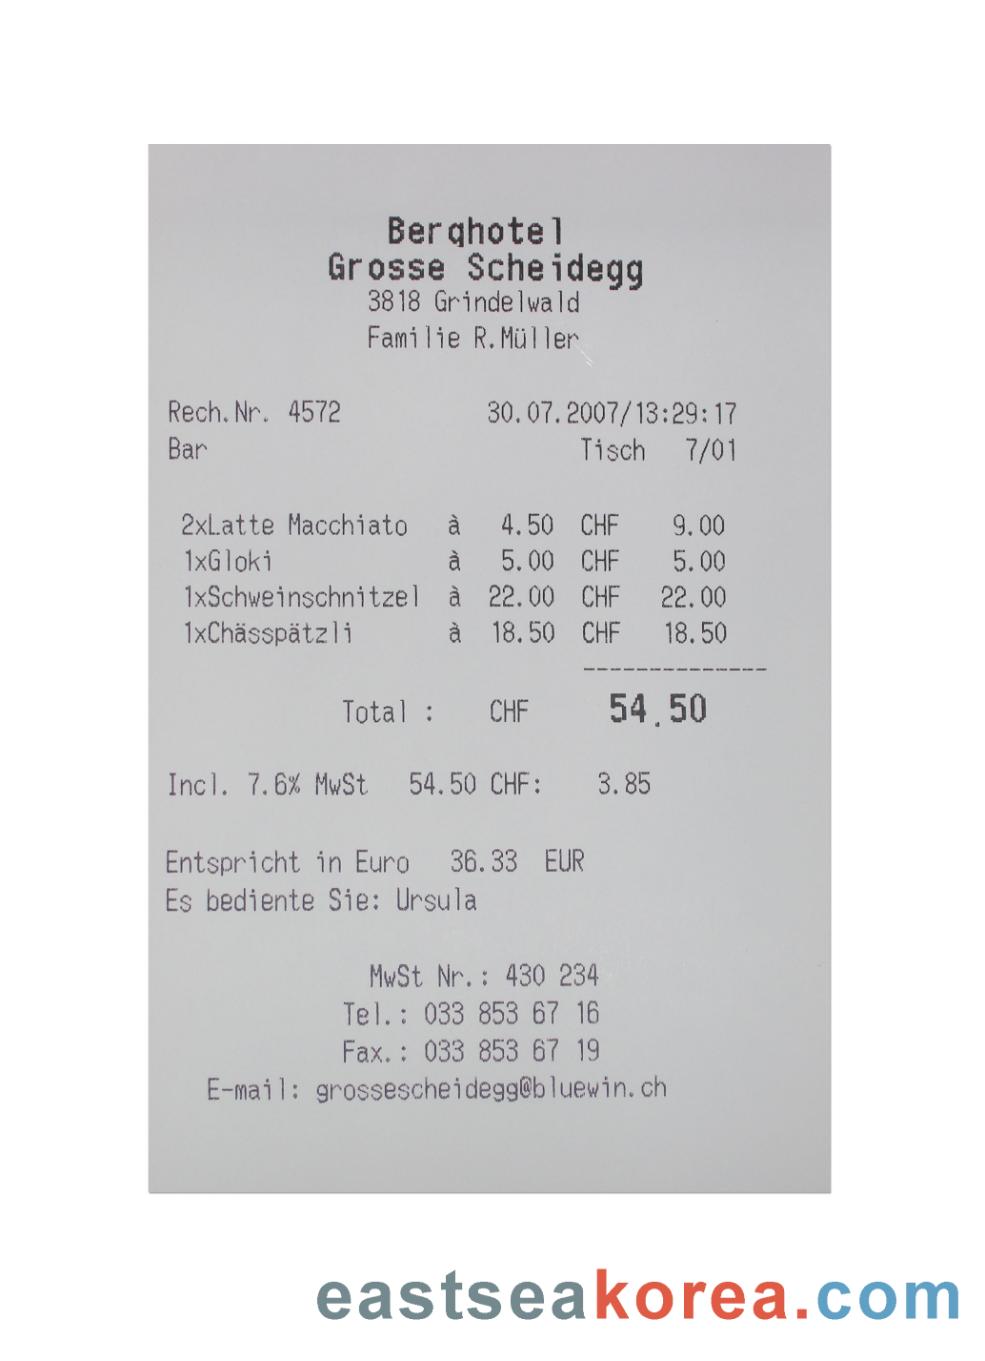 Berghotel
Grosse Scheidegg
3818 Grindelwald
Familie R.Müller
Rech.Nr. 4572 30.07.2007/13:29:17
Bar Tisch 7/01
2xLatte Macchiato à 4.50 CHF 9.00
1xGloki à 5.00 CHF 5.00
1xSchweinschnitzel à 22.00 CHF 22.00
1xChässpätzli à 18.50 CHF 18.50
--------------
Total : CHF 54.50
Incl. 7.6% MwSt 54.50 CHF: 3.85
Entspricht in Euro 36.33 EUR
Es bediente Sie: Ursula
MwSt Nr.: 430 234
Tel.: 033 853 67 16
Fax.: 033 853 67 19
E-mail: grossescheidegg@bluewin.ch
eastseakorea.com